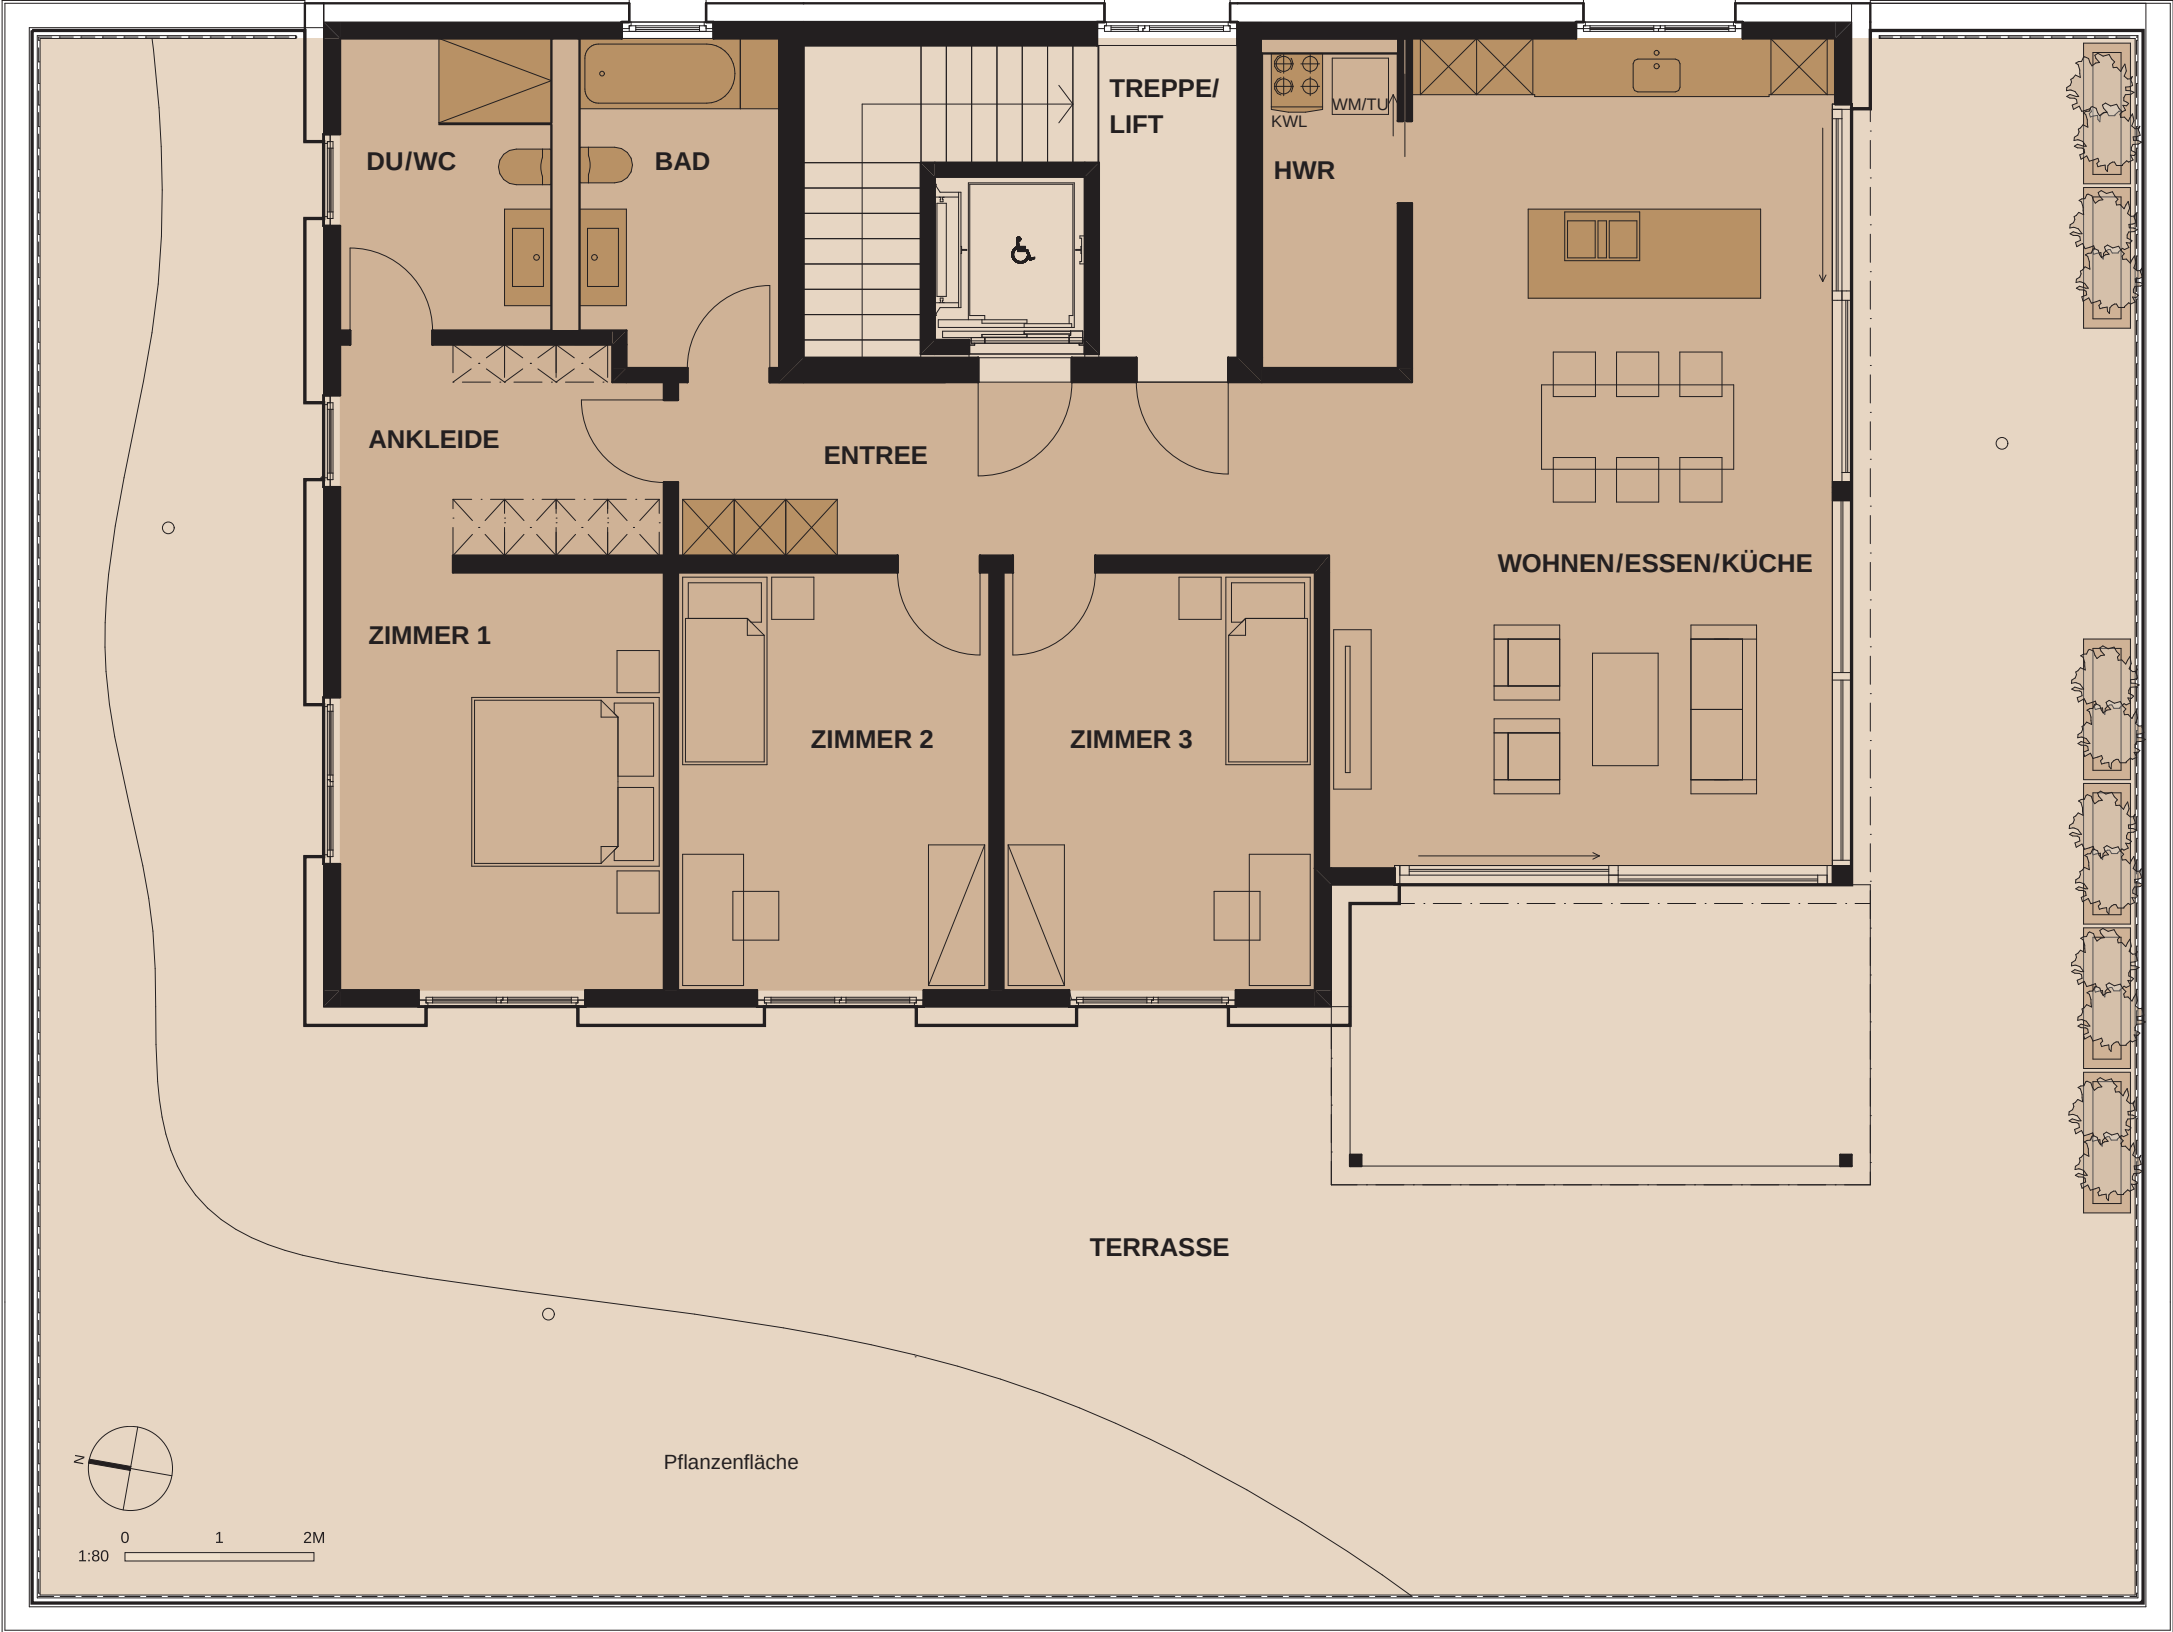 TREPPE/
LIFT
WM/TU
KWL
DU/WC
BAD
HWR
ANKLEIDE
ENTREE
WOHNEN/ESSEN/KÜCHE
ZIMMER 1
ZIMMER 2
ZIMMER 3
TERRASSE
Pflanzenfläche
N
0 1 2M
1:80